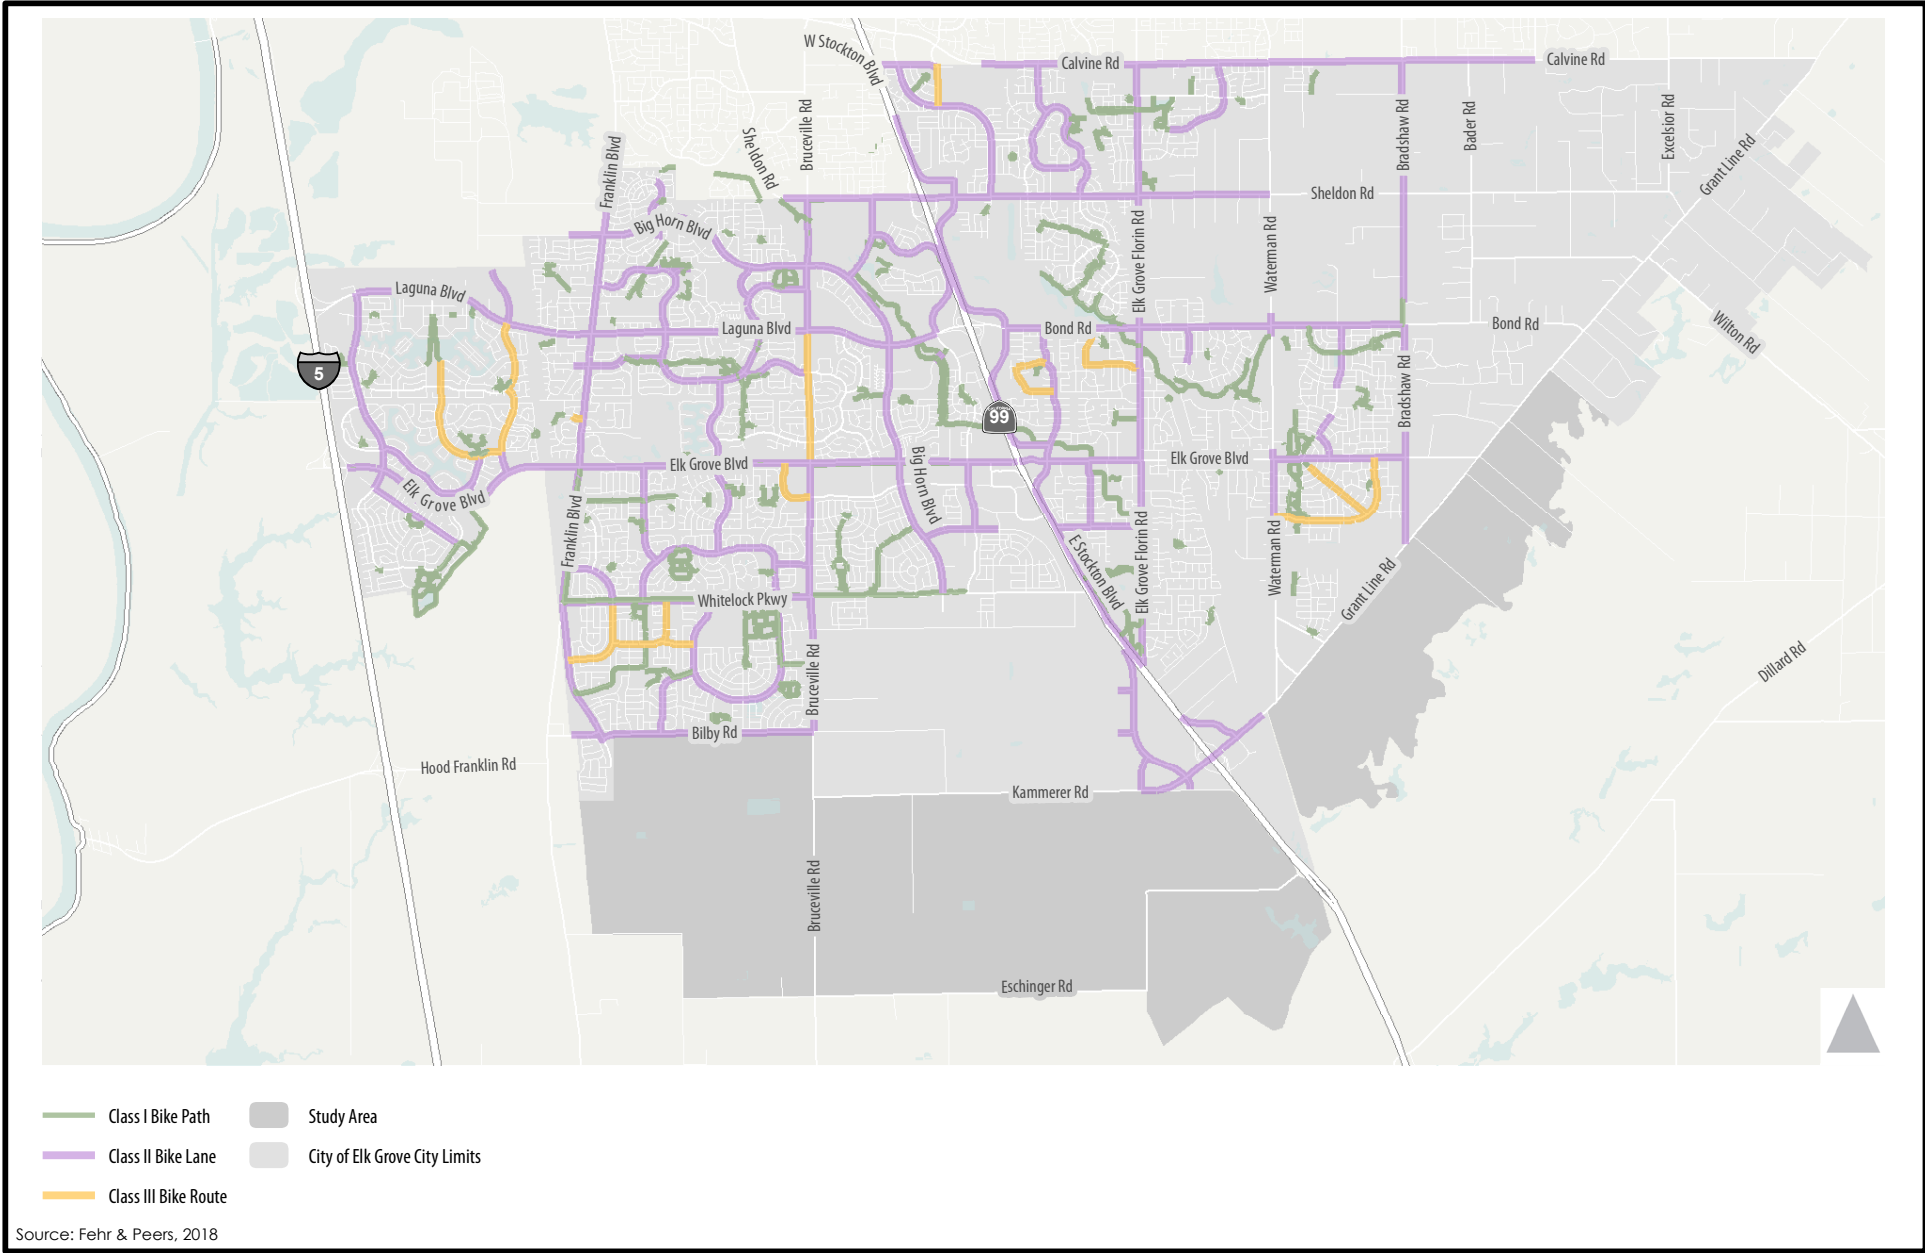 W Stockton Blvd
Calvine Rd
Calvine Rd
Bruceville Rd
Sheldon Rd
Franklin Blvd
Bradshaw Rd
Bader Rd
Excelsior Rd
Grant Line Rd
Sheldon Rd
Big Horn Blvd
Elk Grove Florin Rd
Waterman Rd
Laguna Blvd
Laguna Blvd
Bond Rd
Bond Rd
Wilton Rd
5
99
Bradshaw Rd
Elk Grove Blvd
Elk Grove Blvd
Elk Grove Blvd
Big Horn Blvd
Franklin Blvd
E Stockton Blvd
Elk Grove Florin Rd
Waterman Rd
Grant Line Rd
Whitelock Pkwy
Bruceville Rd
Dillard Rd
Bilby Rd
Hood Franklin Rd
Kammerer Rd
Bruceville Rd
Eschinger Rd
Class I Bike Path
Study Area
Class II Bike Lane
City of Elk Grove City Limits
Class III Bike Route
Source: Fehr & Peers, 2018